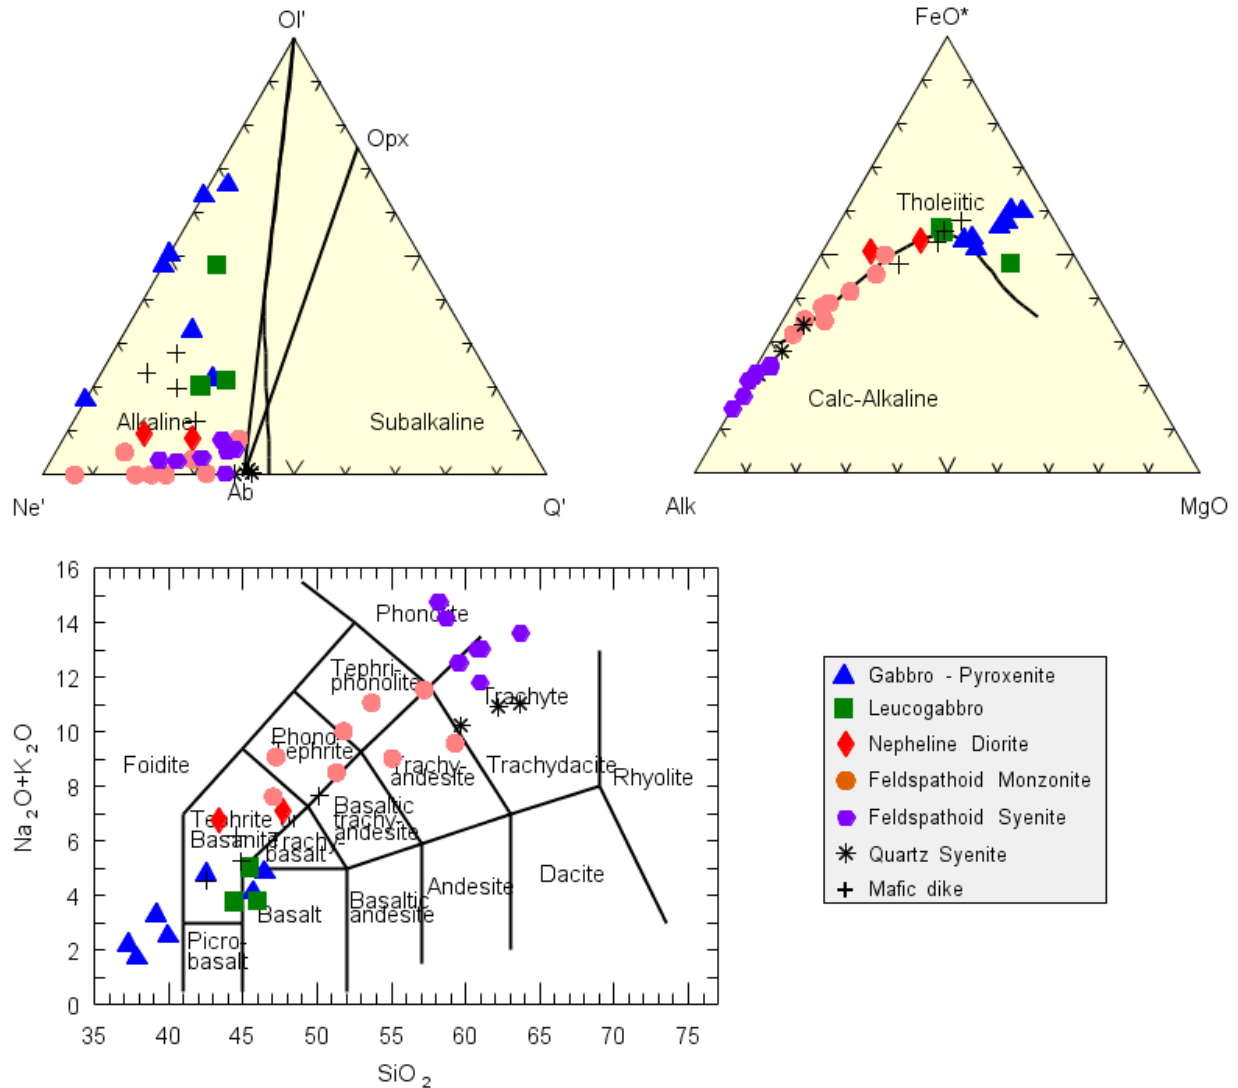 Ol'
Opx
Alkaline
Subalkaline
Ne'
Ab
Q'
FeO*
Tholeiitic
Calc-Alkaline
Alk
MgO
16
14
12
10
8
6
4
2
0
Na₂O+K₂O
Phonolite
Tephri-
phonolite
Trachyte
Foidite
Phono-
Tephrite
Trachy-
andesite
Trachydacite
Rhyolite
Tephrite
Basanite
Basaltic
trachy-
andesite
Trachy-
basalt
Picro-
basalt
Basalt
Basaltic
andesite
Andesite
Dacite
35 40 45 50 55 60 65 70 75
SiO₂
Gabbro - Pyroxenite
Leucogabbro
Nepheline Diorite
Feldspathoid Monzonite
Feldspathoid Syenite
Quartz Syenite
Mafic dike